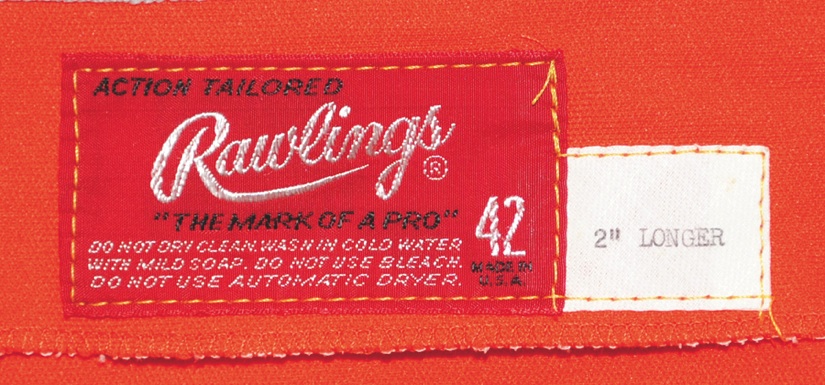 ACTION TAILORED
Rawlings®
"THE MARK OF A PRO"
42
DO NOT DRY CLEAN. WASH IN COLD WATER
WITH MILD SOAP. DO NOT USE BLEACH.
DO NOT USE AUTOMATIC DRYER.
MADE IN
U.S.A.
2" LONGER